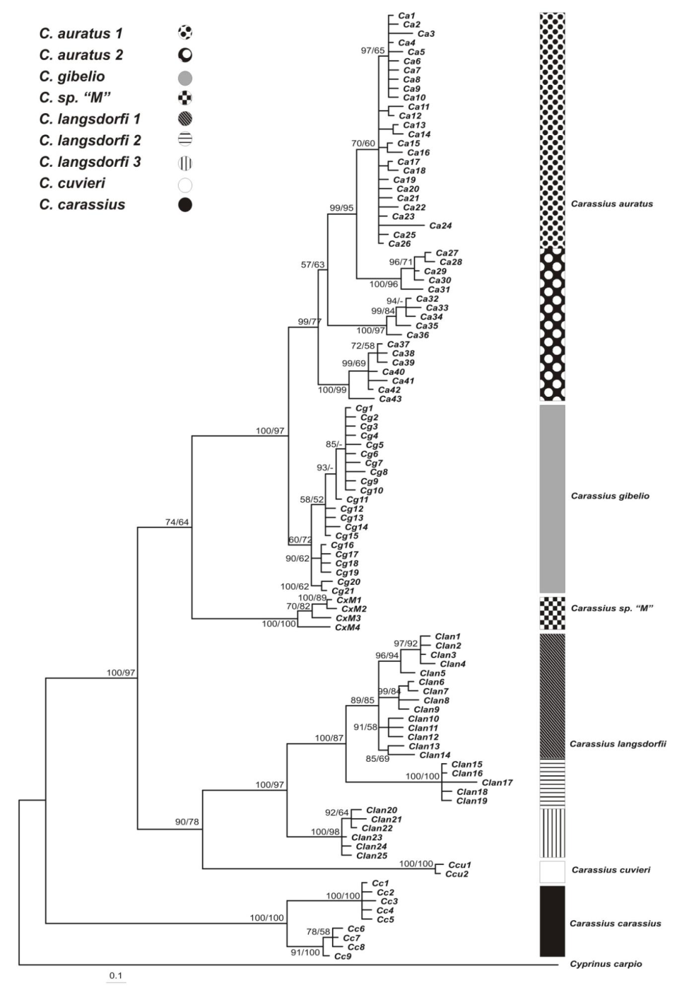 C. auratus 1
C. auratus 2
C. gibelio
C. sp. “M”
C. langsdorfi 1
C. langsdorfi 2
C. langsdorfi 3
C. cuvieri
C. carassius
Ca1
Ca2
Ca3
Ca4
97/65
Ca5
Ca6
Ca7
Ca8
Ca9
Ca10
Ca11
Ca12
Ca13
Ca14
70/60
Ca15
Ca16
Ca17
Ca18
Ca19
Ca20
Ca21
Carassius auratus
Ca22
99/95
Ca23
Ca24
Ca25
Ca26
Ca27
96/71
Ca28
57/63
Ca29
Ca30
100/96
Ca31
94/-
Ca32
99/84
Ca33
Ca34
99/77
Ca35
100/97
Ca36
72/58
Ca37
Ca38
99/69
Ca39
Ca40
Ca41
100/99
Ca42
Ca43
Cg1
Cg2
Cg3
100/97
Cg4
85/-
Cg5
Cg6
93/-
Cg7
Cg8
Cg9
Cg10
Carassius gibelio
58/52
Cg11
Cg12
Cg13
74/64
Cg14
Cg15
60/72
Cg16
Cg17
90/62
Cg18
Cg19
100/62
Cg20
Cg21
100/89
CxM1
70/82
CxM2
Carassius sp. “M”
CxM3
100/100
CxM4
Clan1
97/92
Clan2
96/94
Clan3
Clan4
100/97
Clan5
Clan6
99/84
Clan7
89/85
Clan8
Clan9
Clan10
91/58
Clan11
100/87
Clan12
Carassius langsdorfii
Clan13
85/69
Clan14
Clan15
Clan16
100/100
Clan17
100/97
Clan18
Clan19
92/64
Clan20
90/78
Clan21
Clan22
100/98
Clan23
Clan24
Clan25
100/100
Ccu1
Ccu2
Carassius cuvieri
Cc1
Cc2
100/100
Cc3
Cc4
100/100
Cc5
Carassius carassius
78/58
Cc6
Cc7
Cc8
91/100
Cc9
Cyprinus carpio
0.1